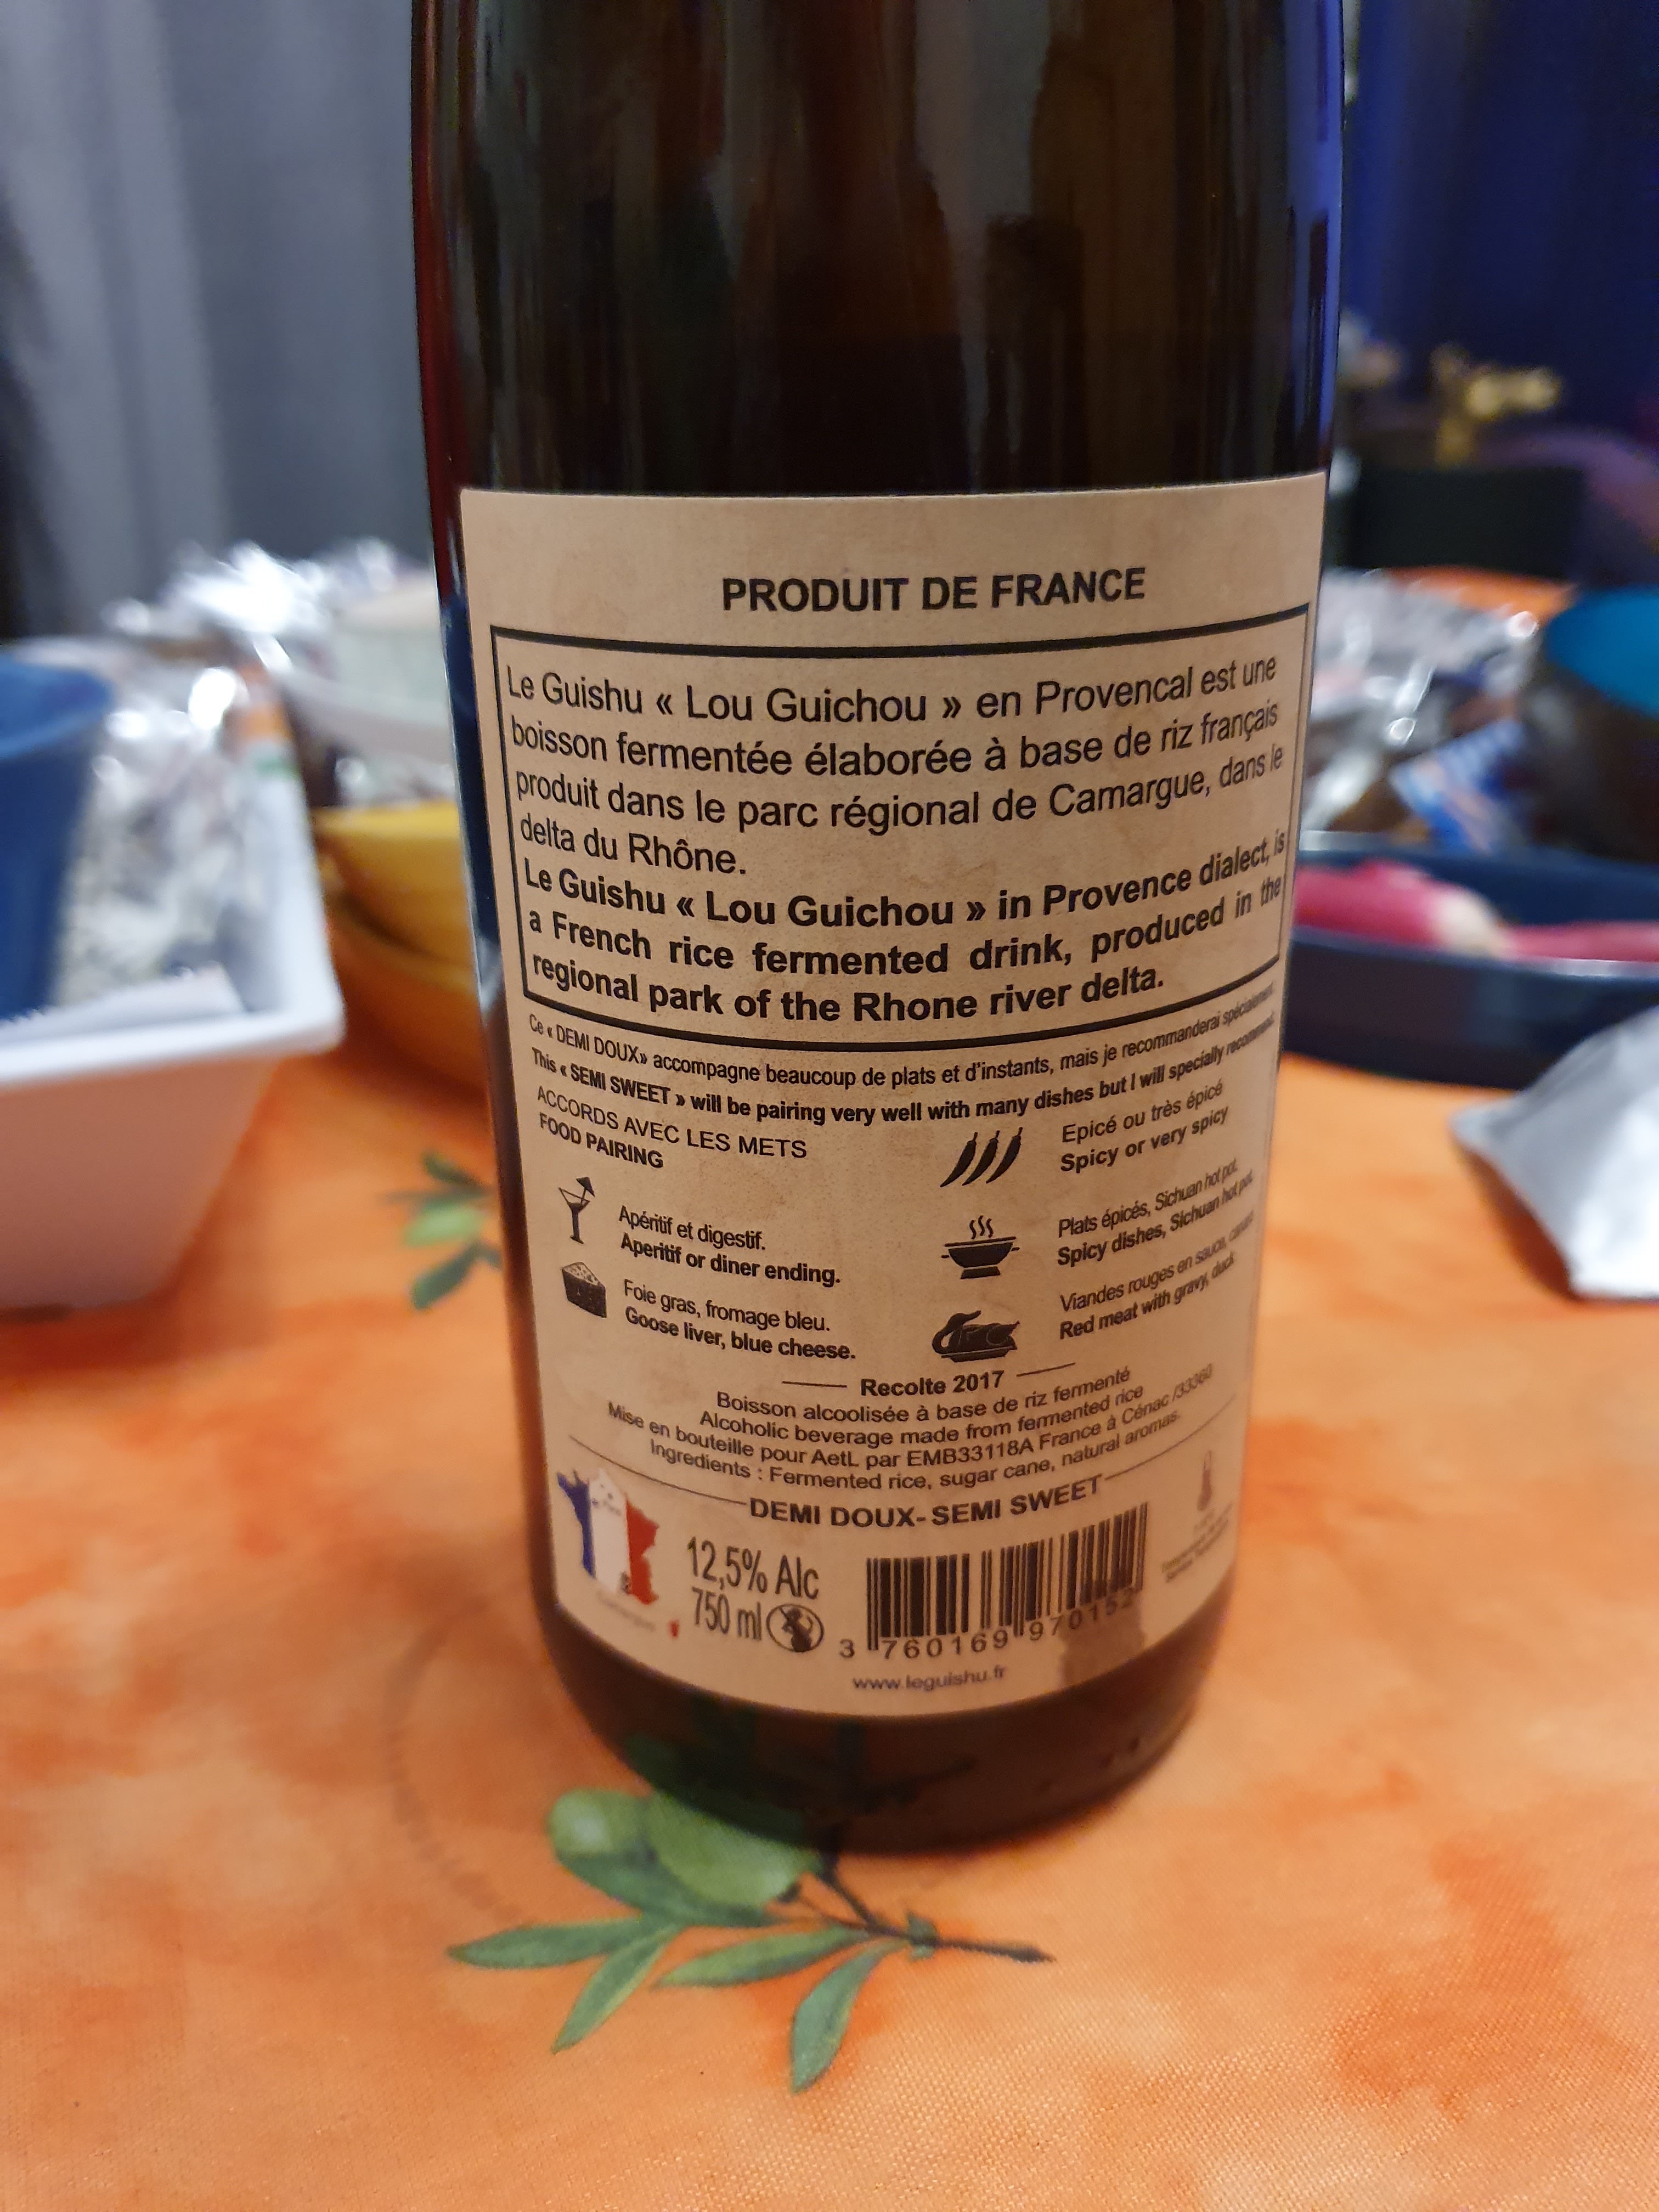 PRODUIT DE FRANCE
Le Guishu « Lou Guichou » en Provencal est une
boisson fermentée élaborée à base de riz français
produit dans le parc régional de Camargue, dans le
delta du Rhône.
Le Guishu « Lou Guichou » in Provence dialect, is
a French rice fermented drink, produced in the
regional park of the Rhone river delta.
Ce « DEMI DOUX» accompagne beaucoup de plats et d'instants, mais je recommanderai spécialement
This « SEMI SWEET » will be pairing very well with many dishes but I will specially recommend
ACCORDS AVEC LES METS
FOOD PAIRING
Epicé ou très épicé
Spicy or very spicy
Apéritif et digestif.
Aperitif or diner ending.
Plats épicés, Sichuan hot pot.
Spicy dishes, Sichuan hot pot.
Foie gras, fromage bleu.
Goose liver, blue cheese.
Viandes rouges en sauce, canard
Red meat with gravy, duck
Recolte 2017
Boisson alcoolisée à base de riz fermenté
Alcoholic beverage made from fermented rice
Mise en bouteille pour AetL par EMB33118A France à Cénac /33360
Ingredients : Fermented rice, sugar cane, natural aromas.
DEMI DOUX- SEMI SWEET
12,5% Alc
750 ml
3 760169 970152
www.leguishu.fr